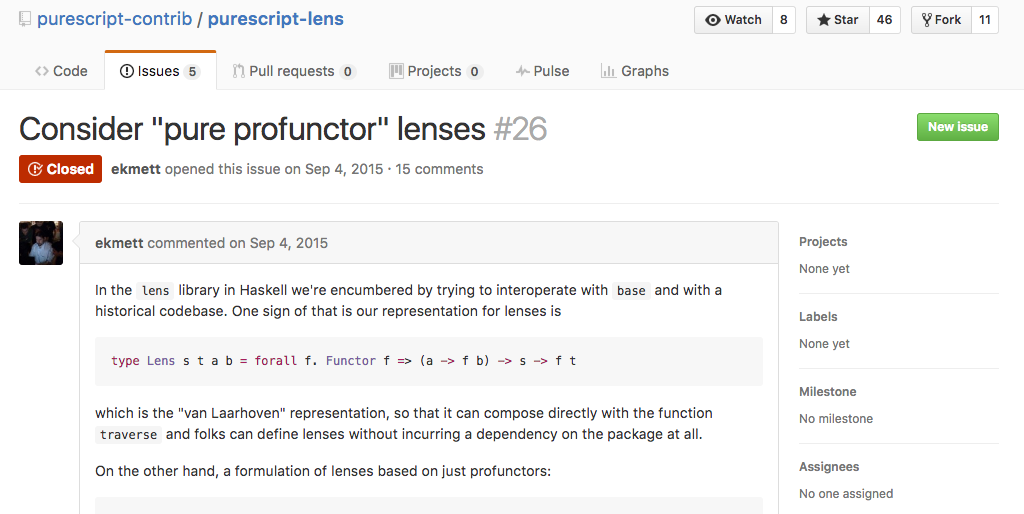 purescript-contrib / purescript-lens
Watch 8
Star 46
Fork 11
Code
Issues 5
Pull requests 0
Projects 0
Pulse
Graphs
Consider "pure profunctor" lenses #26
New issue
Closed ekmett opened this issue on Sep 4, 2015 · 15 comments
ekmett commented on Sep 4, 2015
In the lens library in Haskell we're encumbered by trying to interoperate with base and with a
historical codebase. One sign of that is our representation for lenses is
type Lens s t a b = forall f. Functor f => (a -> f b) -> s -> f t
which is the "van Laarhoven" representation, so that it can compose directly with the function
traverse and folks can define lenses without incurring a dependency on the package at all.
On the other hand, a formulation of lenses based on just profunctors:
Projects
None yet
Labels
None yet
Milestone
No milestone
Assignees
No one assigned